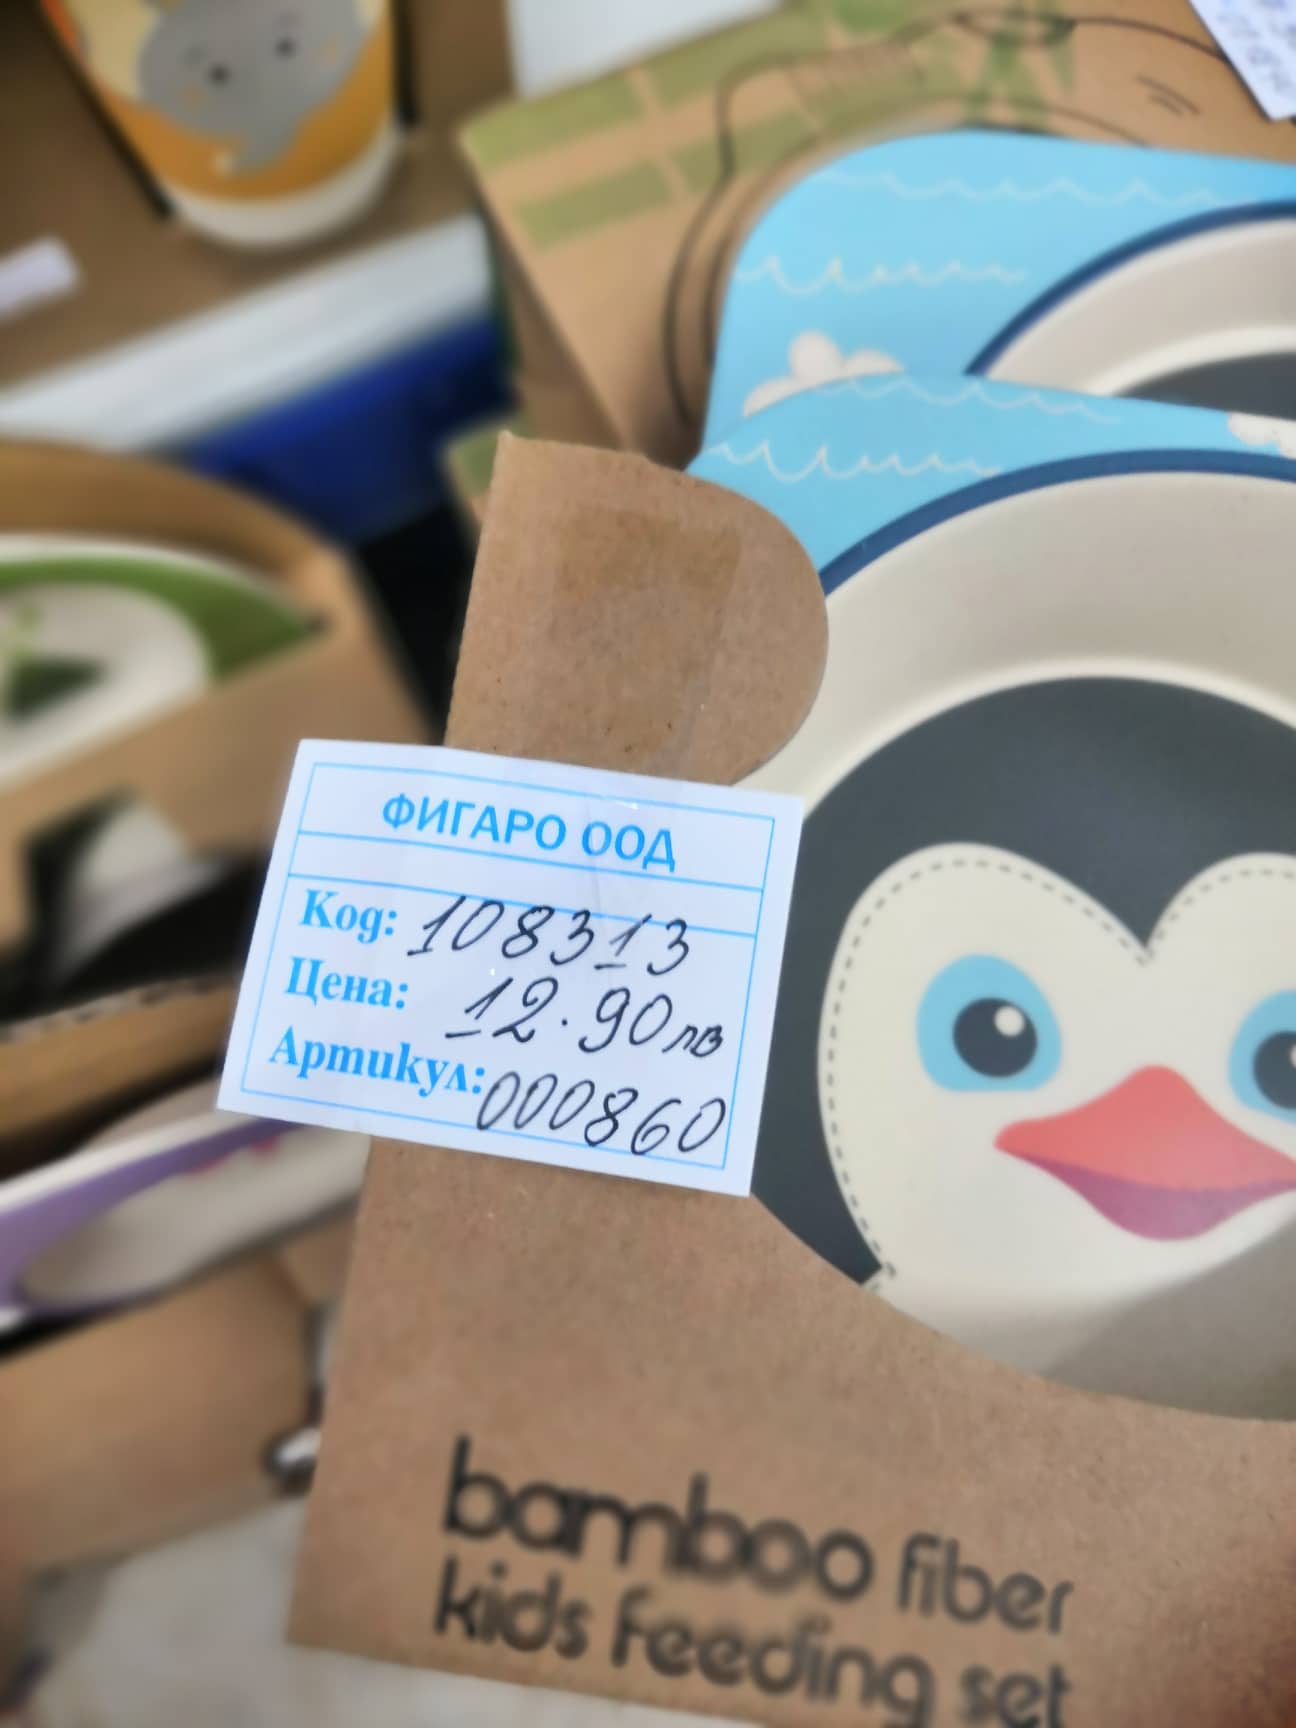 ФИГАРО ООД
Код: 108313
Цена: 12.90лв
Артикул: 000860
bamboo fiber
kids feeding set